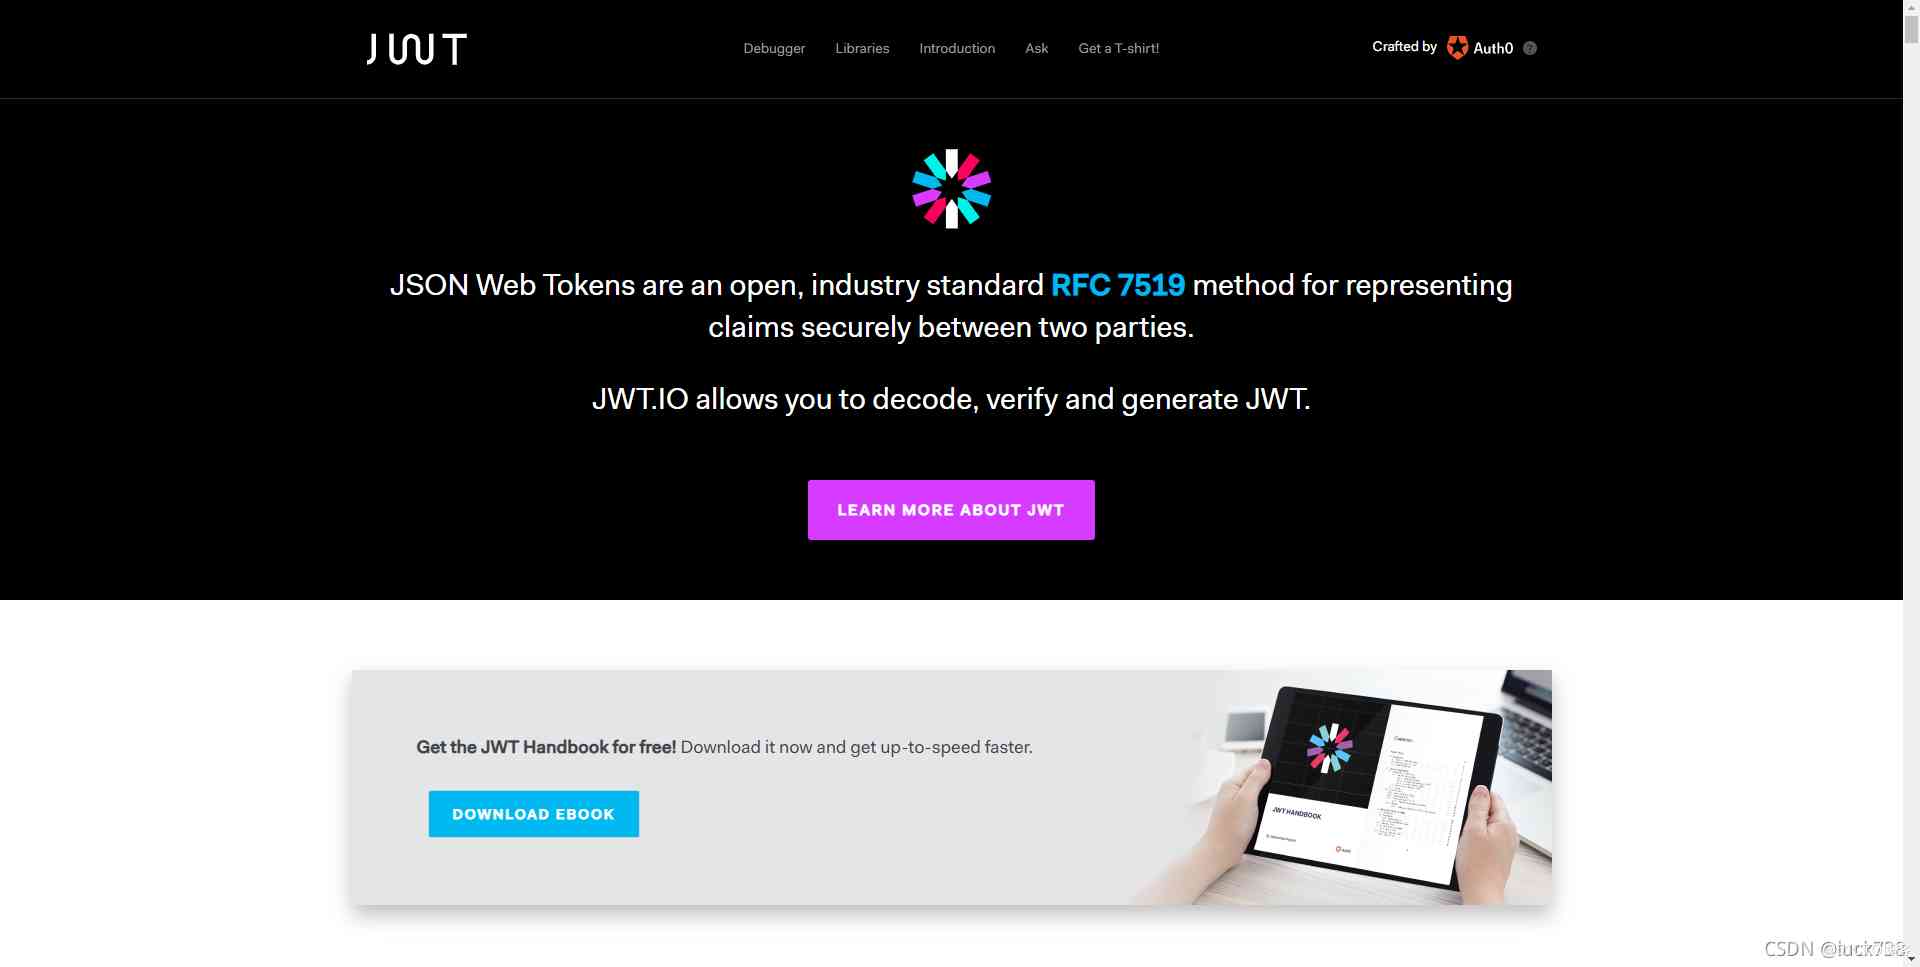 JWT
Debugger Libraries Introduction Ask Get a T-shirt!
Crafted by Auth0 ?
JSON Web Tokens are an open, industry standard RFC 7519 method for representing
claims securely between two parties.
JWT.IO allows you to decode, verify and generate JWT.
LEARN MORE ABOUT JWT
Get the JWT Handbook for free! Download it now and get up-to-speed faster.
DOWNLOAD EBOOK
JWT HANDBOOK
CSDN